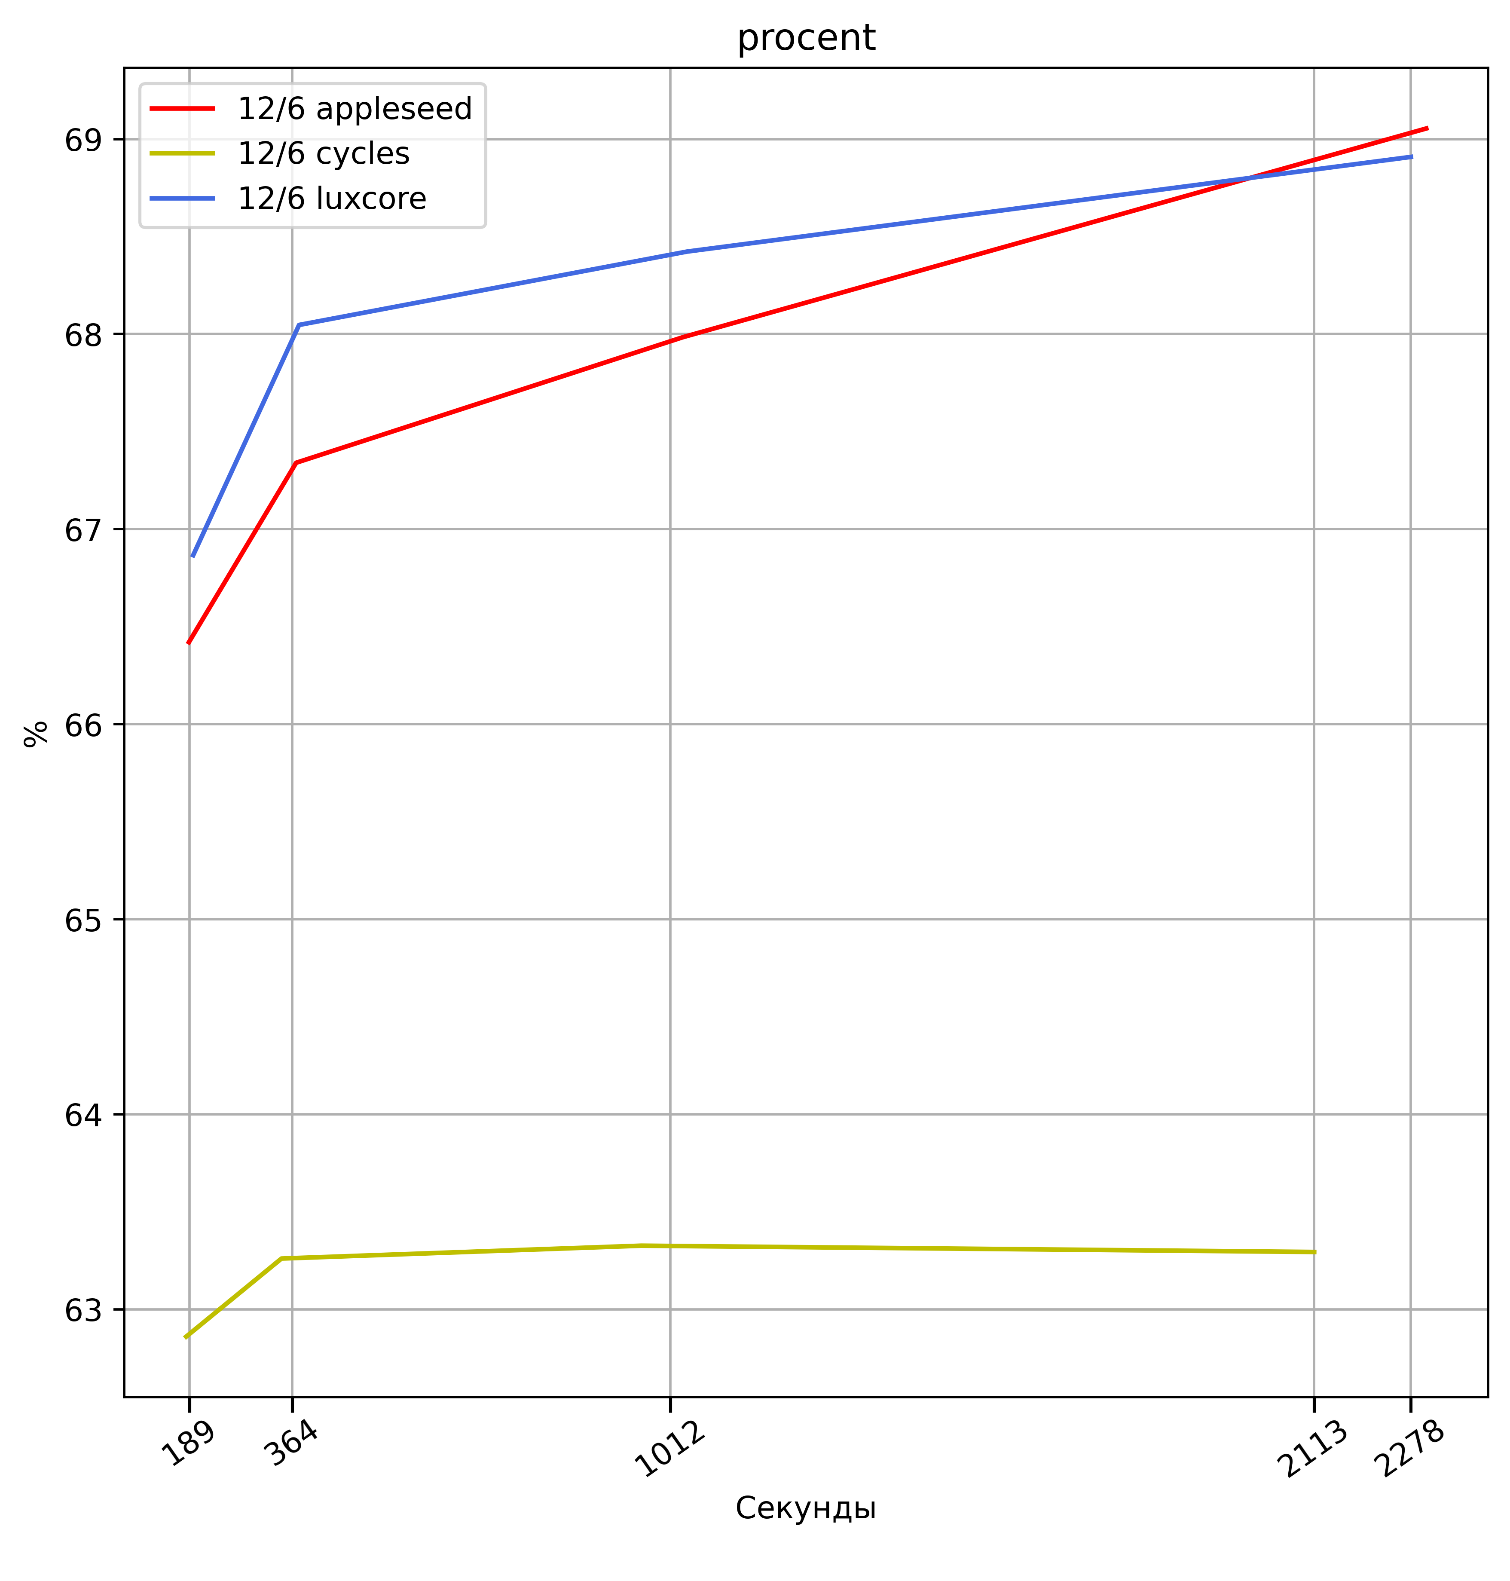 procent
12/6 appleseed
12/6 cycles
12/6 luxcore
69
68
67
66
65
64
63
%
189
364
1012
2113
2278
Секунды